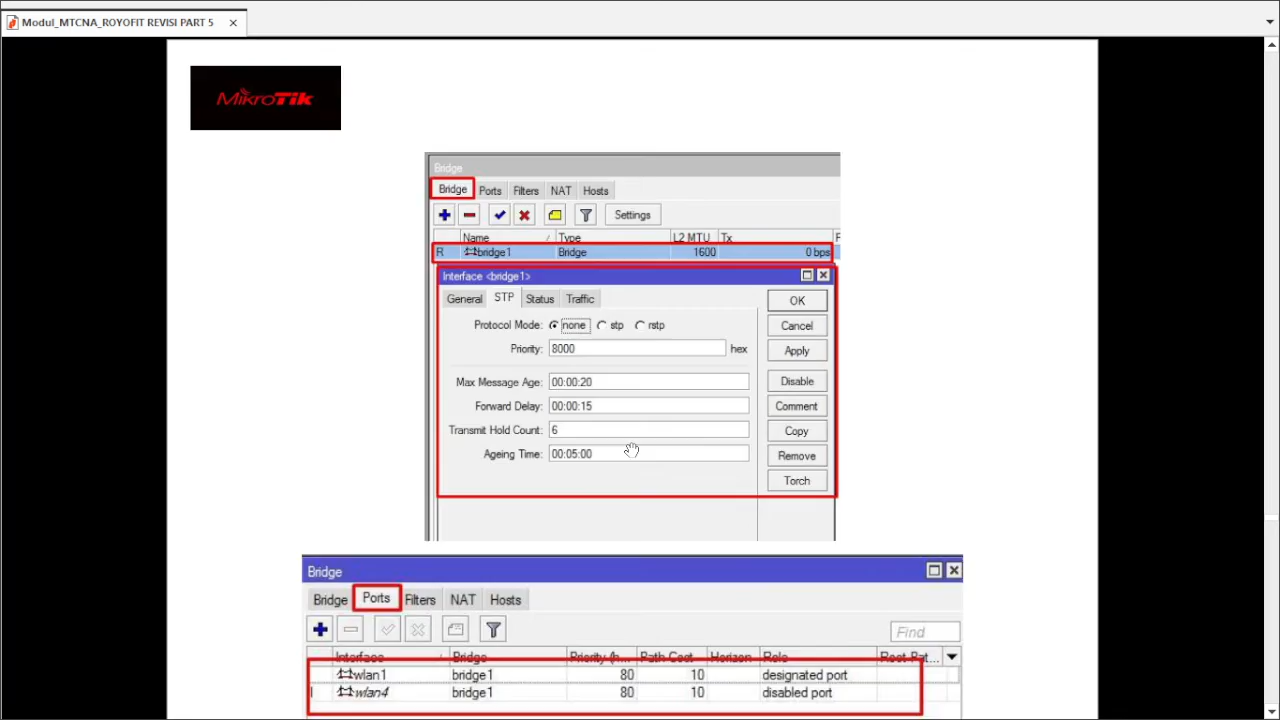 Modul_MTCNA_ROYOFIT REVISI PART 5
MikroTik
Bridge
Bridge Ports Filters NAT Hosts
Settings
Name Type L2 MTU Tx
R bridge1 Bridge 1600 0 bps
Interface <bridge1>
General STP Status Traffic
OK
Protocol Mode: none stp rstp
Cancel
Priority: 8000 hex
Apply
Max Message Age: 00:00:20
Disable
Forward Delay: 00:00:15
Comment
Transmit Hold Count: 6
Copy
Ageing Time: 00:05:00
Remove
Torch
Bridge
Bridge Ports Filters NAT Hosts
Find
Interface Bridge Priority (h... Path Cost Horizon Role Root Pat...
wlan1 bridge1 80 10 designated port
I wlan4 bridge1 80 10 disabled port